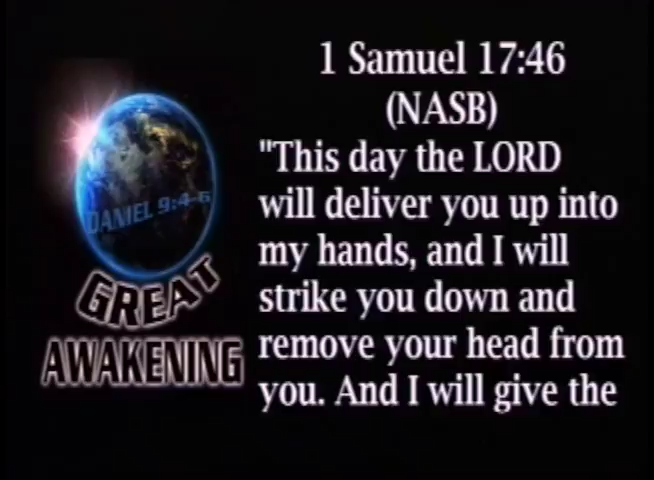 1 Samuel 17:46
(NASB)
"This day the LORD
will deliver you up into
my hands, and I will
strike you down and
remove your head from
you. And I will give the
DANIEL 9:4-6
GREAT
AWAKENING